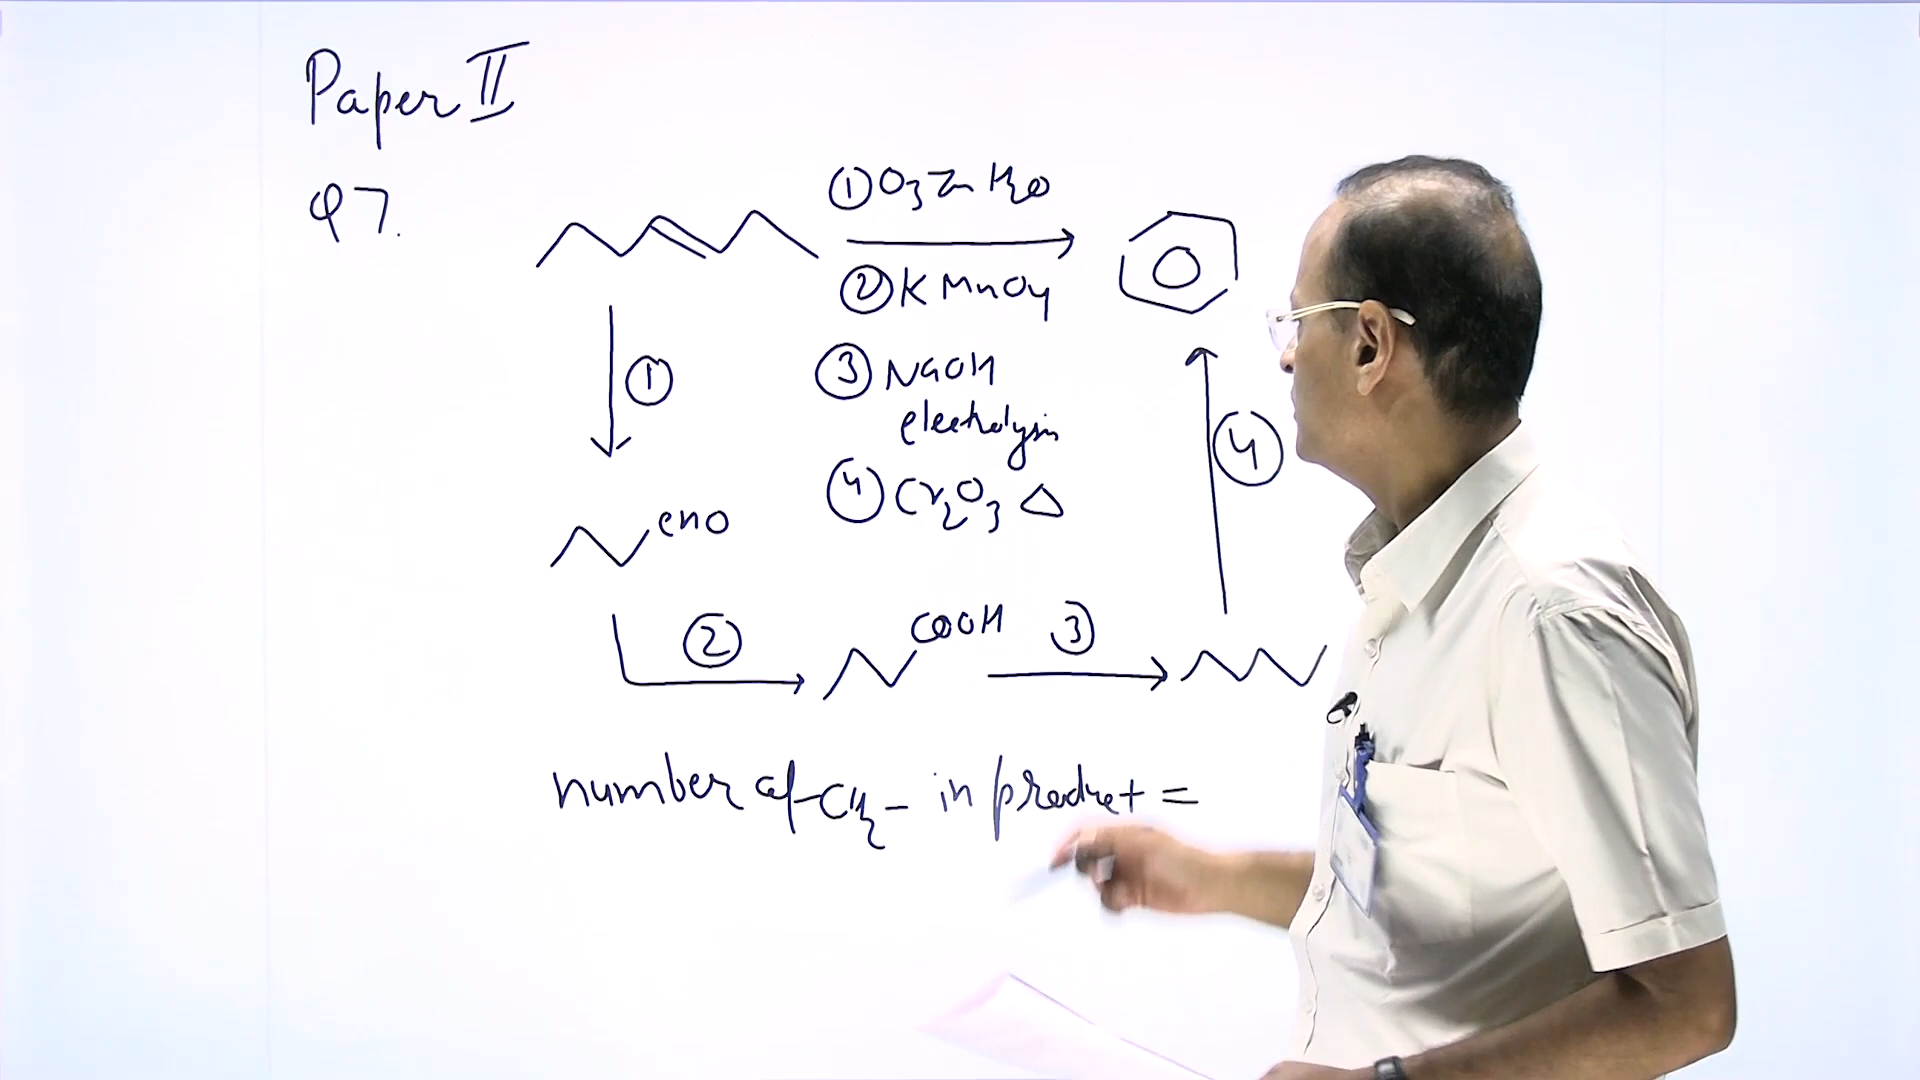 Paper II
Q7.
① O3 Zn H2O
② KMnO4
③ NaOH
electrolysis
④ Cr2O3 △
①
④
CHO
②
COOH
③
number of -CH2- in product =